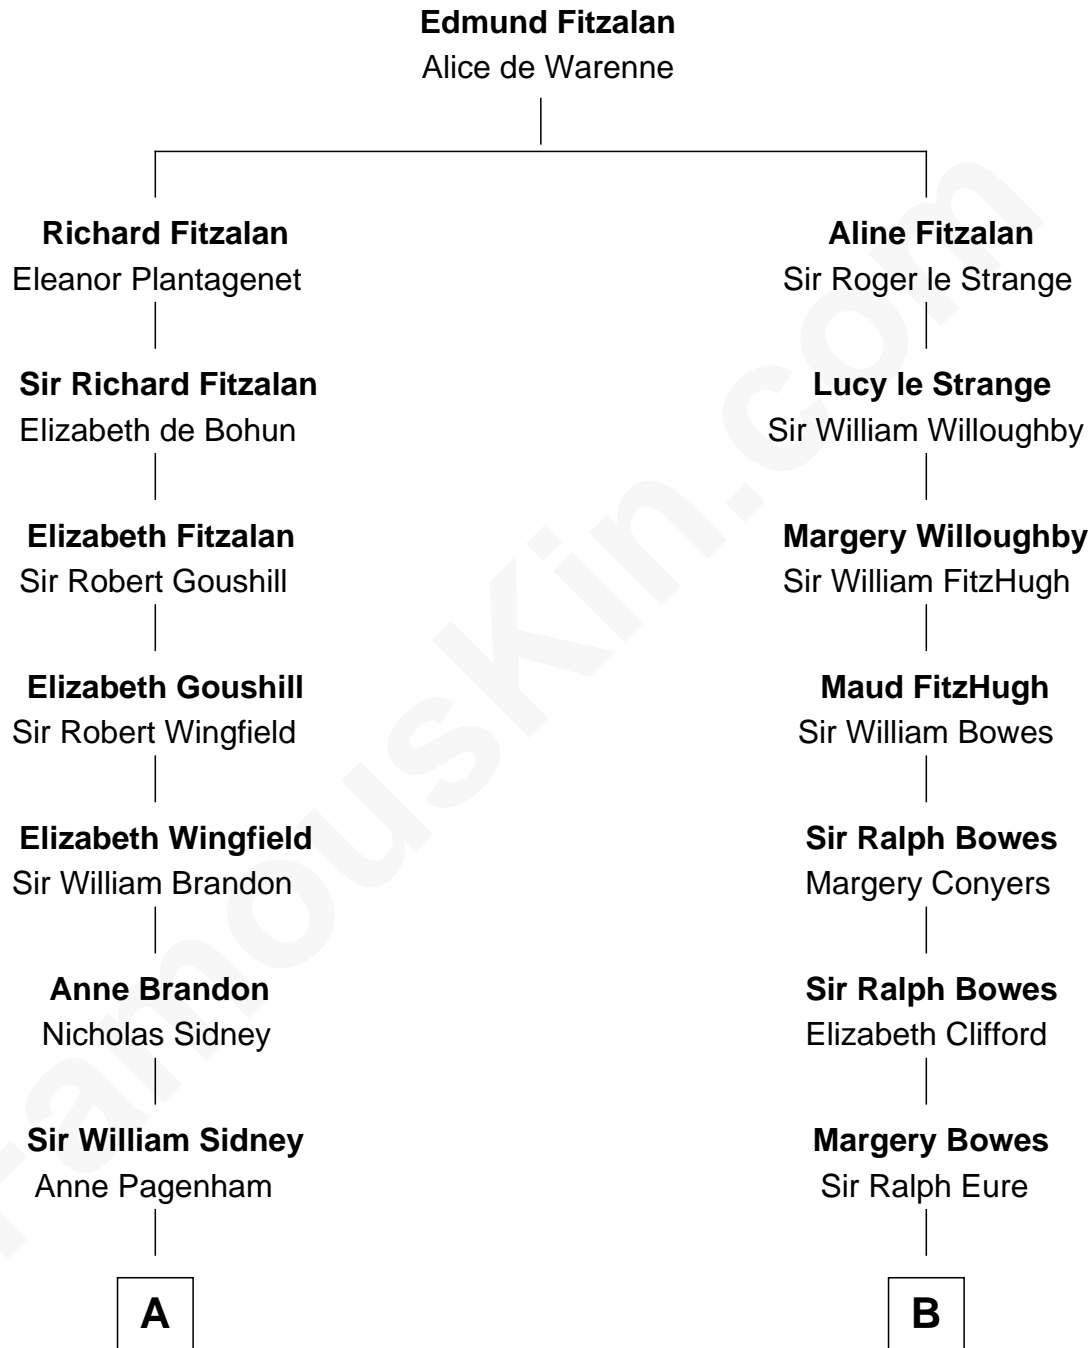 Edmund Fitzalan
Alice de Warenne
Richard Fitzalan
Eleanor Plantagenet
Sir Richard Fitzalan
Elizabeth de Bohun
Elizabeth Fitzalan
Sir Robert Goushill
Elizabeth Goushill
Sir Robert Wingfield
Elizabeth Wingfield
Sir William Brandon
Anne Brandon
Nicholas Sidney
Sir William Sidney
Anne Pagenham
A
Aline Fitzalan
Sir Roger le Strange
Lucy le Strange
Sir William Willoughby
Margery Willoughby
Sir William FitzHugh
Maud FitzHugh
Sir William Bowes
Sir Ralph Bowes
Margery Conyers
Sir Ralph Bowes
Elizabeth Clifford
Margery Bowes
Sir Ralph Eure
B
FamousKin.com